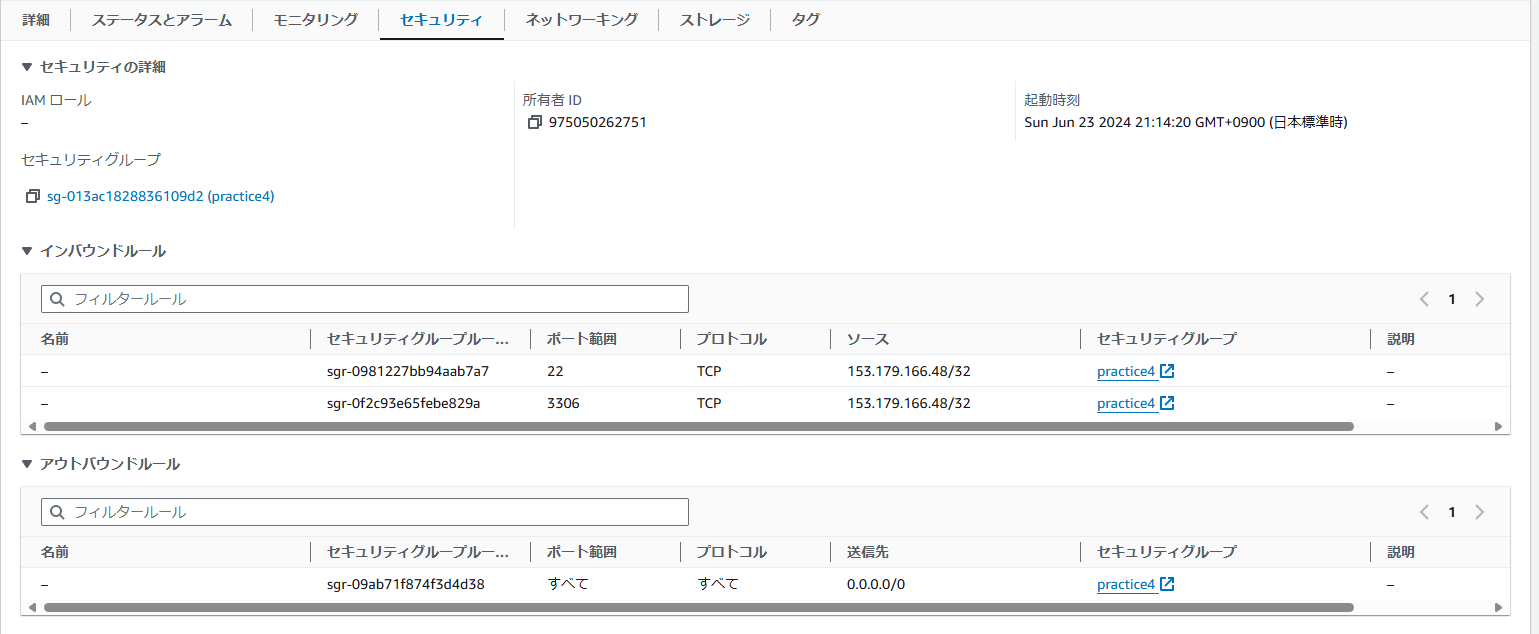 詳細 ステータスとアラーム モニタリング セキュリティ ネットワーキング ストレージ タグ
▼ セキュリティの詳細
IAM ロール 所有者 ID 起動時刻
– 975050262751 Sun Jun 23 2024 21:14:20 GMT+0900 (日本標準時)
セキュリティグループ
sg-013ac1828836109d2 (practice4)
▼ インバウンドルール
フィルタールール 1
名前 セキュリティグループルー... ポート範囲 プロトコル ソース セキュリティグループ 説明
– sgr-0981227bb94aab7a7 22 TCP 153.179.166.48/32 practice4 –
– sgr-0f2c93e65febe829a 3306 TCP 153.179.166.48/32 practice4 –
▼ アウトバウンドルール
フィルタールール 1
名前 セキュリティグループルー... ポート範囲 プロトコル 送信先 セキュリティグループ 説明
– sgr-09ab71f874f3d4d38 すべて すべて 0.0.0.0/0 practice4 –